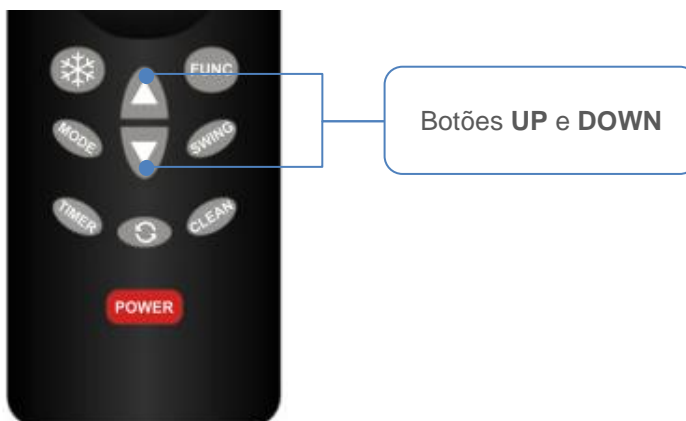 FUNC
MODE
SWING
TIMER
CLEAN
POWER
Botões UP e DOWN